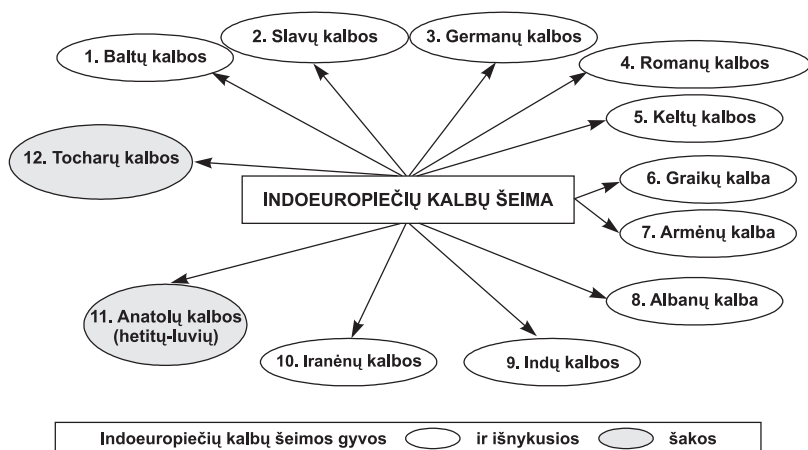 1. Baltų kalbos
2. Slavų kalbos
3. Germanų kalbos
4. Romanų kalbos
5. Keltų kalbos
12. Tocharų kalbos
INDOEUROPIEČIŲ KALBŲ ŠEIMA
6. Graikų kalba
7. Armėnų kalba
8. Albanų kalba
11. Anatolų kalbos
(hetitų-luvių)
10. Iranėnų kalbos
9. Indų kalbos
Indoeuropiečių kalbų šeimos gyvos ir išnykusios šakos